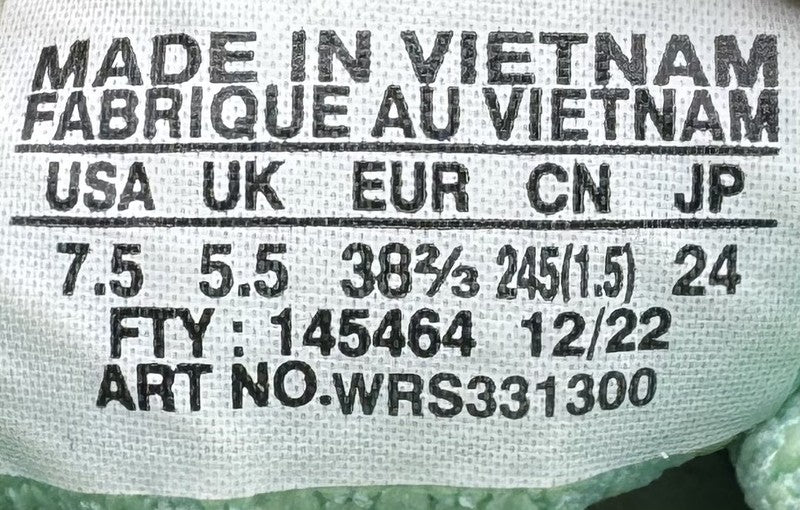 MADE IN VIETNAM
FABRIQUE AU VIETNAM
USA UK EUR CN JP
7.5 5.5 38⅔ 245(1.5) 24
FTY: 145464 12/22
ART NO.WRS331300